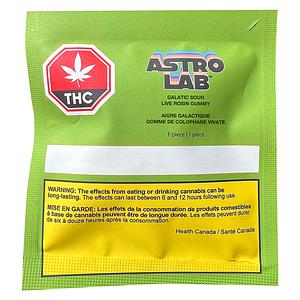 THC
ASTRO
LAB™
GALATIC SOUR
LIVE ROSIN GUMMY
AIGRE GALACTIQUE
GOMME DE COLOPHANE VIVATE
1 piece | 1 pièce
WARNING: The effects from eating or drinking cannabis can be
long-lasting. The effects can last between 6 and 12 hours following use.
MISE EN GARDE: Les effets de la consommation de produits comestibles
à base de cannabis peuvent être de longue durée. Les effets peuvent durer
de six à douze heures après la consommation.
Health Canada / Santé Canada